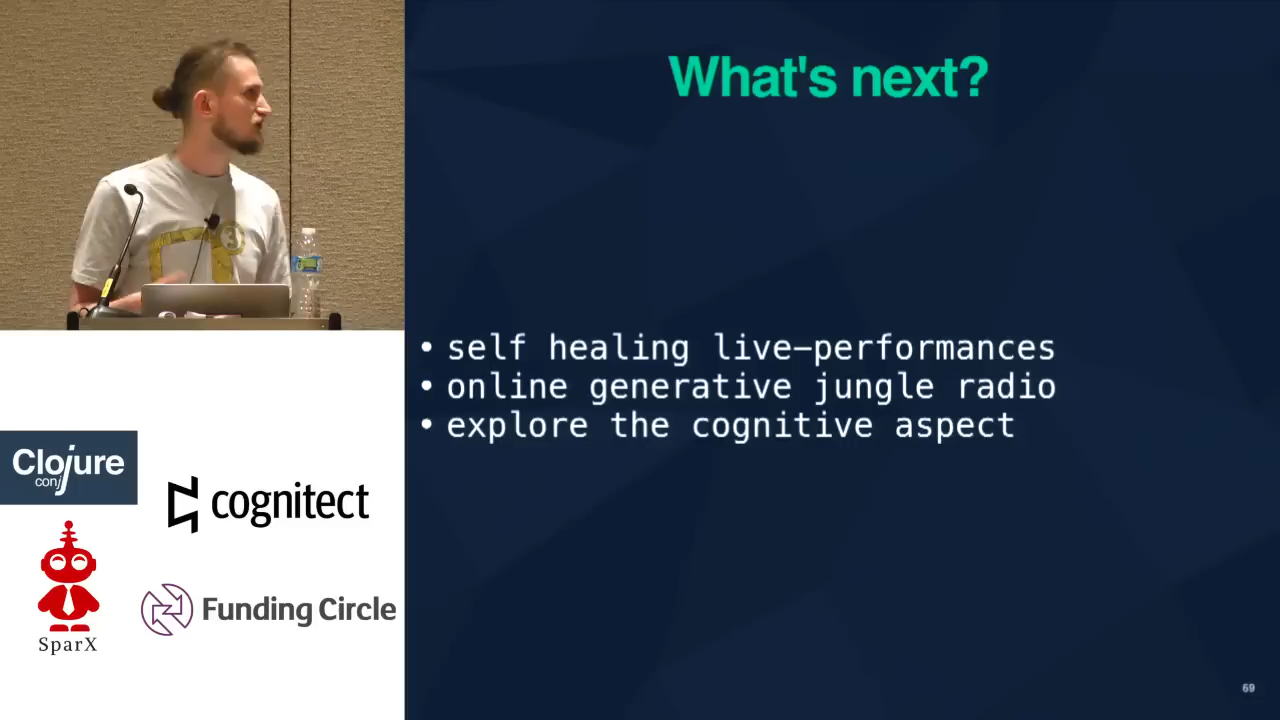 What's next?
• self healing live-performances
• online generative jungle radio
• explore the cognitive aspect
Clojure
conj
cognitect
SparX
Funding Circle
69